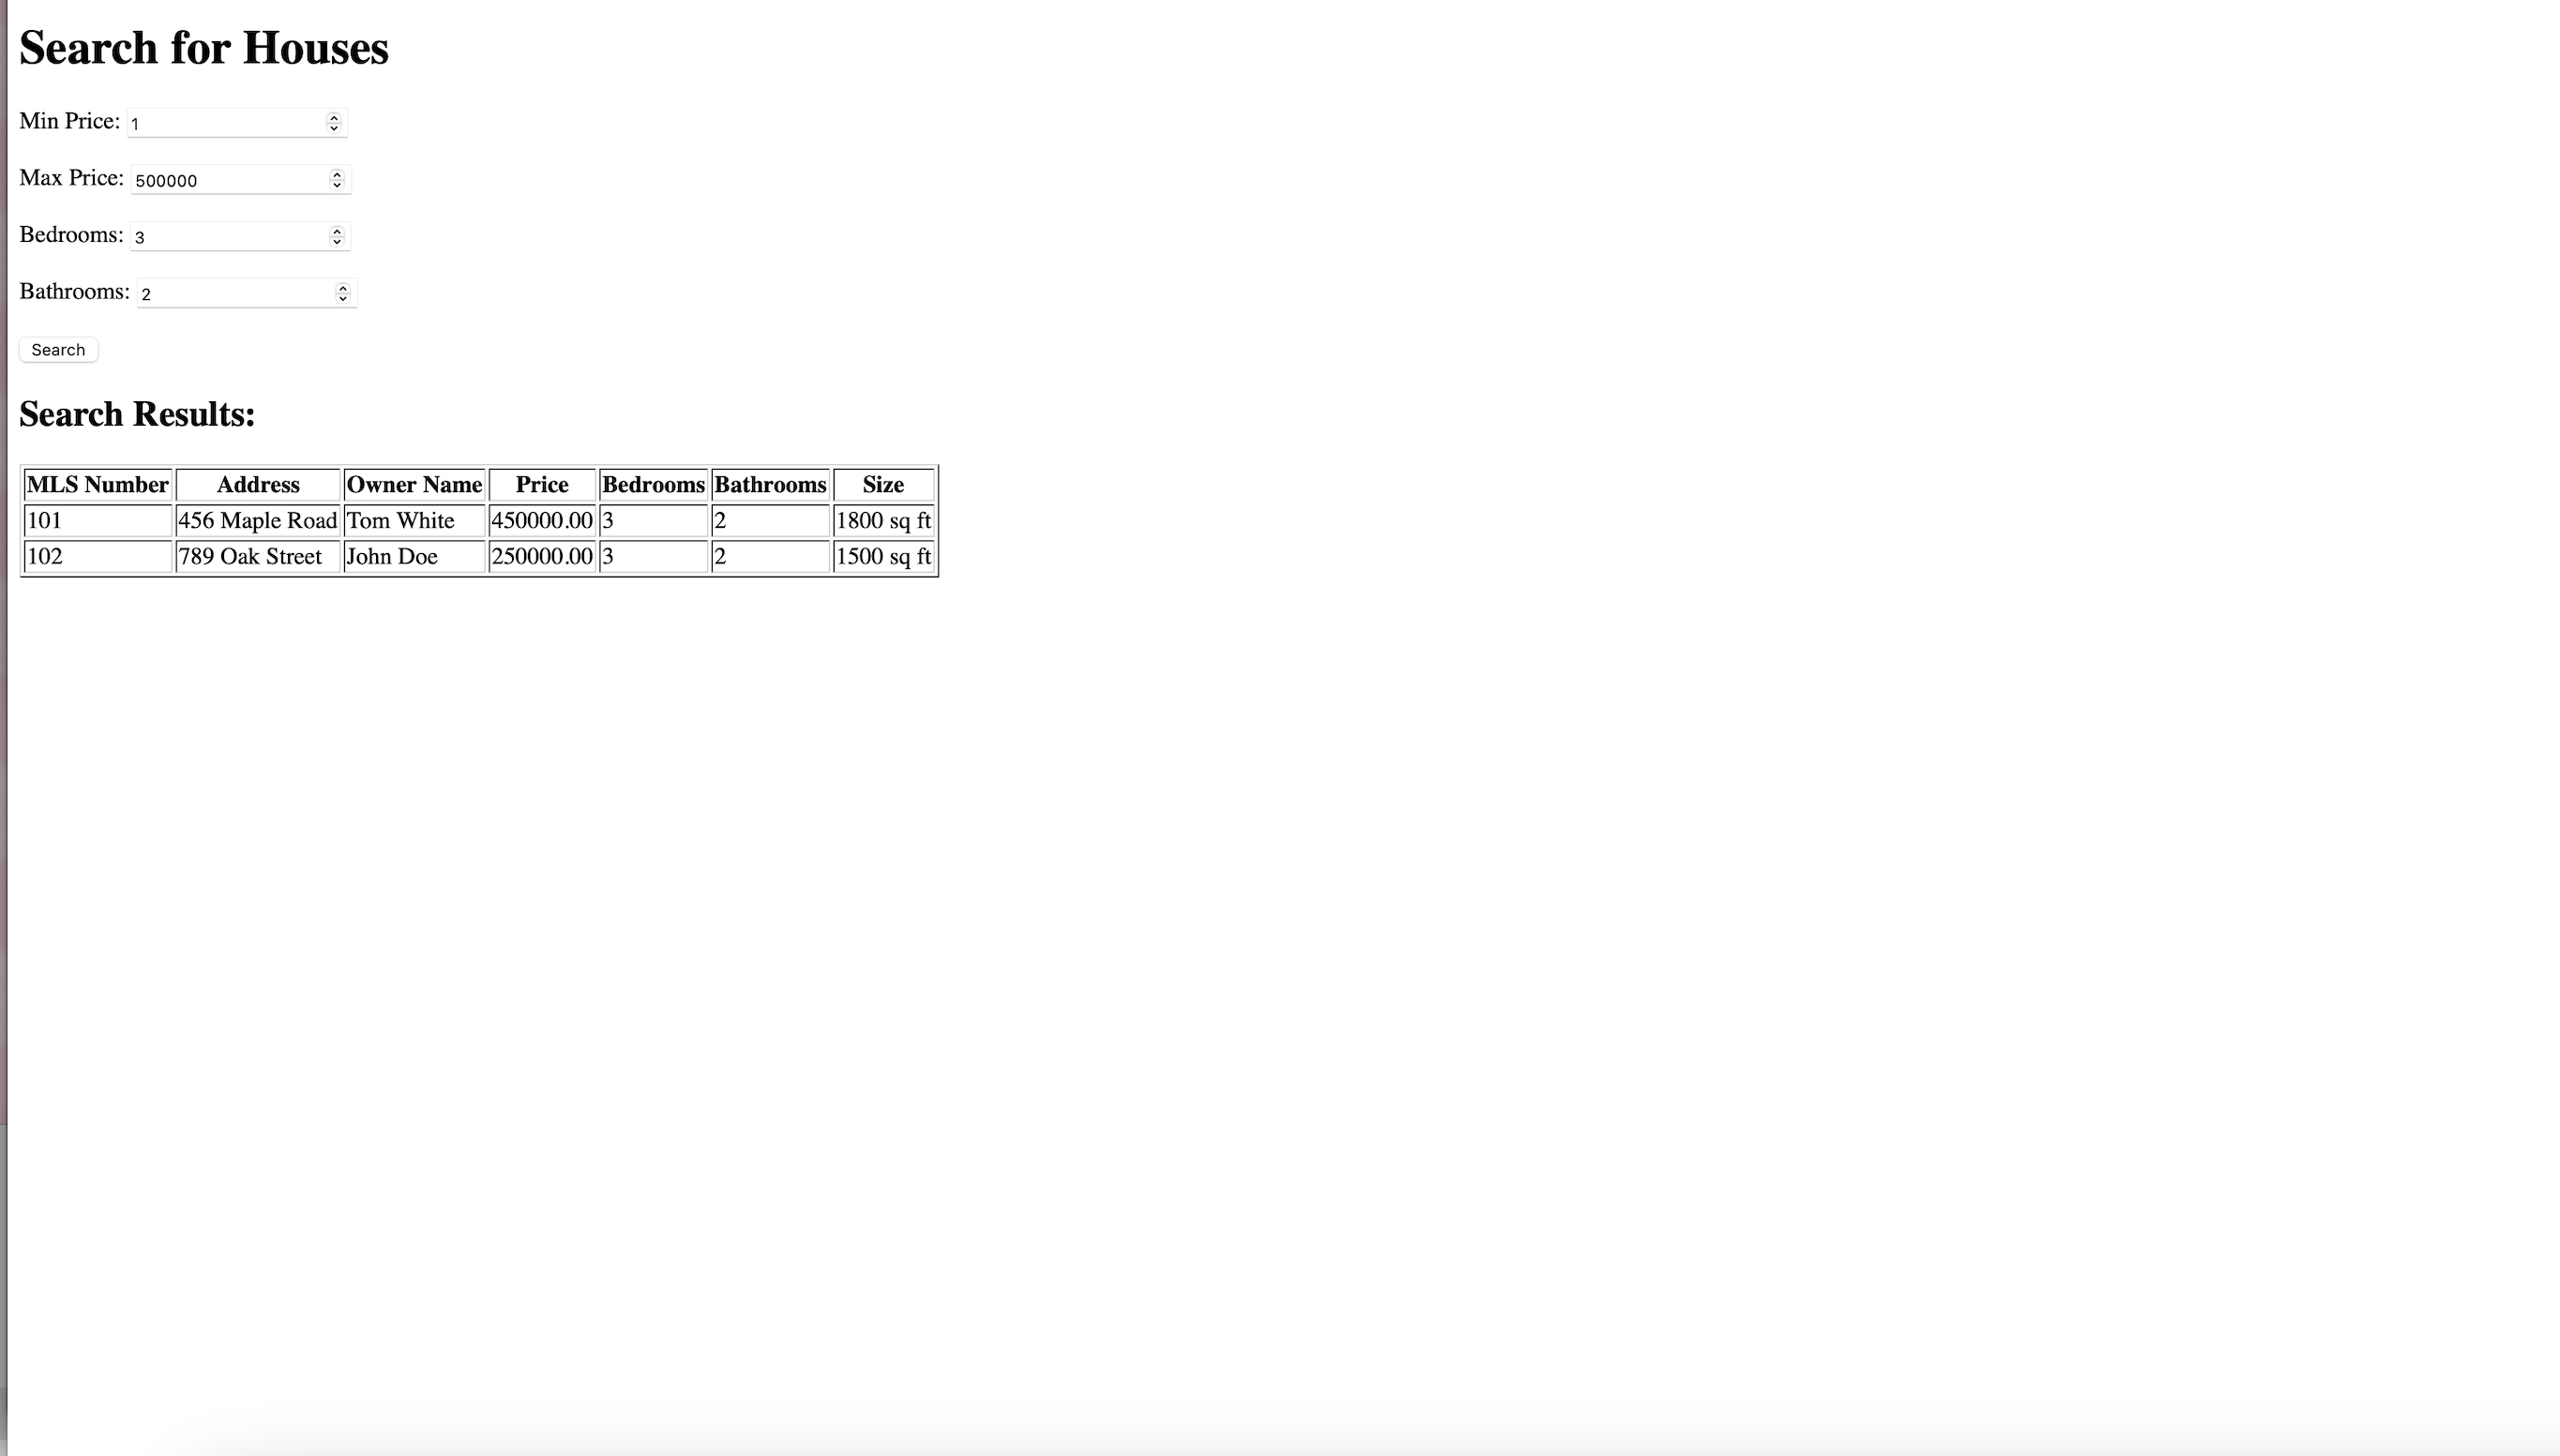 Search for Houses
Min Price: 1
Max Price: 500000
Bedrooms: 3
Bathrooms: 2
Search
Search Results:
MLS Number Address Owner Name Price Bedrooms Bathrooms Size
101 456 Maple Road Tom White 450000.00 3 2 1800 sq ft
102 789 Oak Street John Doe 250000.00 3 2 1500 sq ft